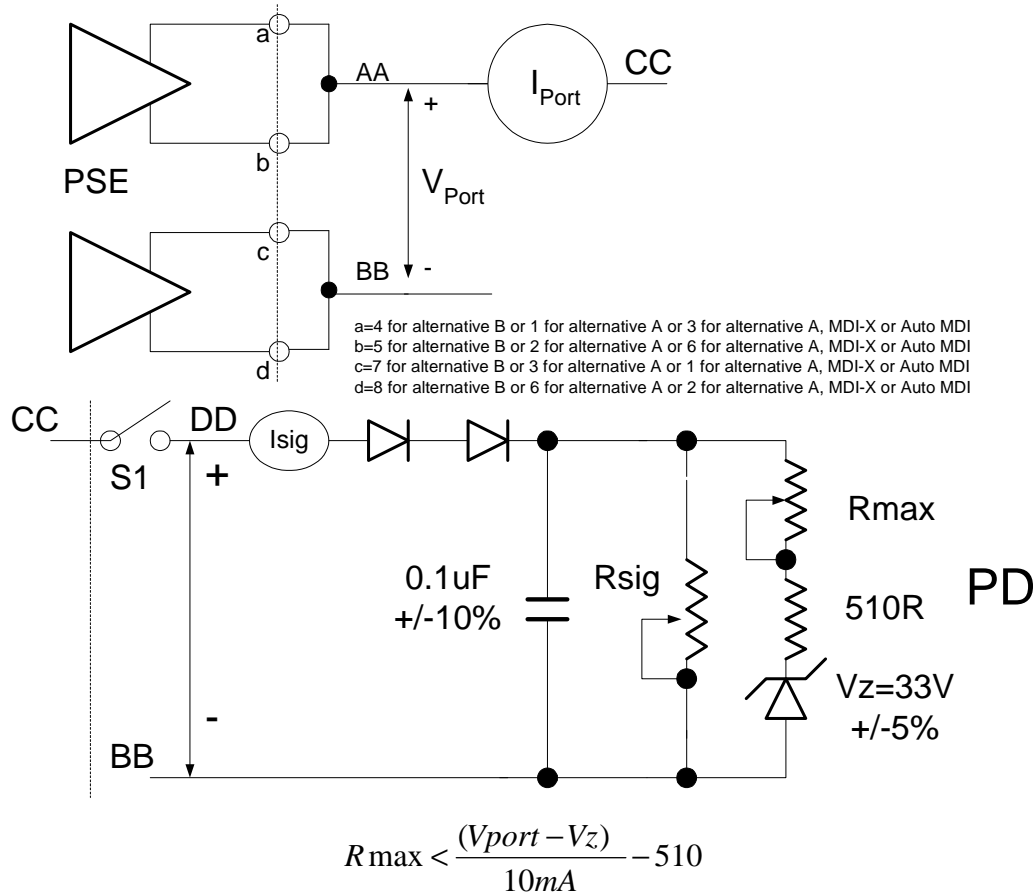 a
AA
I Port
CC
+
b
PSE
V Port
c
BB
-
d
a=4 for alternative B or 1 for alternative A or 3 for alternative A, MDI-X or Auto MDI
b=5 for alternative B or 2 for alternative A or 6 for alternative A, MDI-X or Auto MDI
c=7 for alternative B or 3 for alternative A or 1 for alternative A, MDI-X or Auto MDI
d=8 for alternative B or 6 for alternative A or 2 for alternative A, MDI-X or Auto MDI
CC
DD
Isig
S1
+
Rmax
0.1uF
+/-10%
Rsig
PD
510R
Vz=33V
+/-5%
-
BB
R max < (Vport – Vz) / 10mA – 510